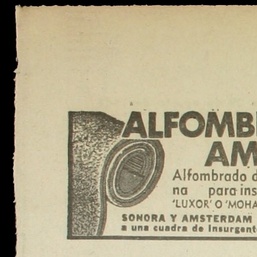 ALFOMB
AM
Alfombrado d
na para ins
'LUXOR' O 'MOHA
SONORA Y AMSTERDAM
a una cuadra de Insurgent